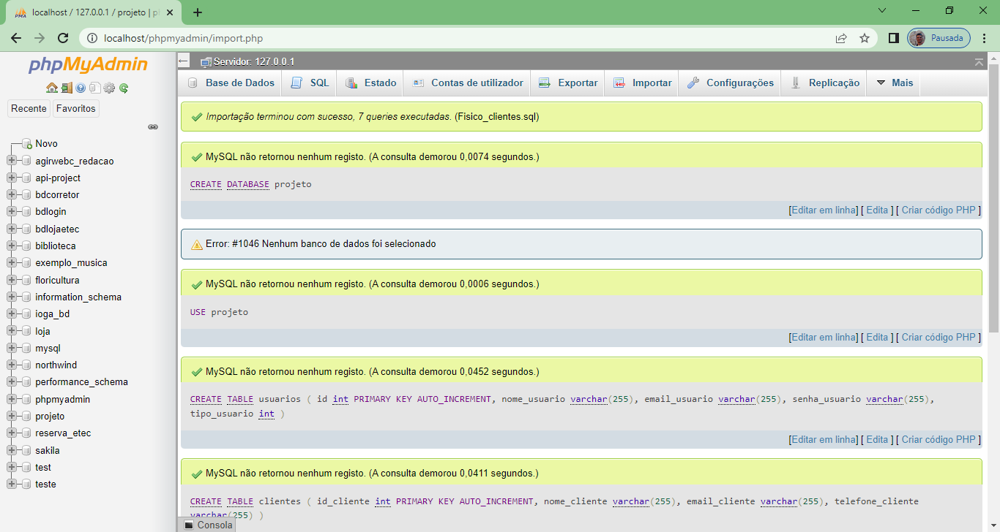 localhost / 127.0.0.1 / projeto | p
localhost/phpmyadmin/import.php
Pausada
phpMyAdmin
Recente Favoritos
Novo
agirwebc_redacao
api-project
bdcorretor
bdlogin
bdlojaetec
biblioteca
exemplo_musica
floricultura
information_schema
ioga_bd
loja
mysql
northwind
performance_schema
phpmyadmin
projeto
reserva_etec
sakila
test
teste
Servidor: 127.0.0.1
Base de Dados SQL Estado Contas de utilizador Exportar Importar Configurações Replicação Mais
Importação terminou com sucesso, 7 queries executadas. (Fisico_clientes.sql)
MySQL não retornou nenhum registo. (A consulta demorou 0,0074 segundos.)
CREATE DATABASE projeto
[Editar em linha] [ Edita ] [ Criar código PHP ]
Error: #1046 Nenhum banco de dados foi selecionado
MySQL não retornou nenhum registo. (A consulta demorou 0,0006 segundos.)
USE projeto
[Editar em linha] [ Edita ] [ Criar código PHP ]
MySQL não retornou nenhum registo. (A consulta demorou 0,0452 segundos.)
CREATE TABLE usuarios ( id int PRIMARY KEY AUTO_INCREMENT, nome_usuario varchar(255), email_usuario varchar(255), senha_usuario varchar(255),
tipo_usuario int )
[Editar em linha] [ Edita ] [ Criar código PHP ]
MySQL não retornou nenhum registo. (A consulta demorou 0,0411 segundos.)
CREATE TABLE clientes ( id_cliente int PRIMARY KEY AUTO_INCREMENT, nome_cliente varchar(255), email_cliente varchar(255), telefone_cliente
varchar(255) )
Consola